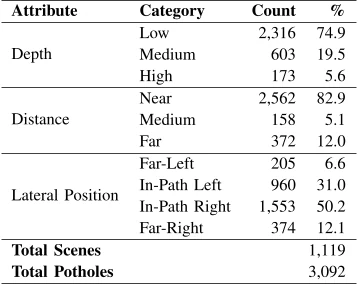 Attribute Category Count %
Low 2,316 74.9
Depth Medium 603 19.5
High 173 5.6
Near 2,562 82.9
Distance Medium 158 5.1
Far 372 12.0
Far-Left 205 6.6
In-Path Left 960 31.0
Lateral Position
In-Path Right 1,553 50.2
Far-Right 374 12.1
Total Scenes 1,119
Total Potholes 3,092